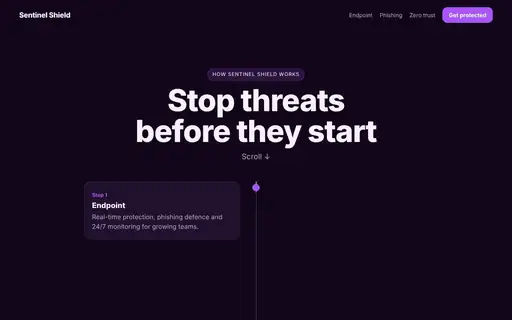 Sentinel Shield
Endpoint Phishing Zero trust Get protected
HOW SENTINEL SHIELD WORKS
Stop threats
before they start
Scroll ↓
Step 1
Endpoint
Real-time protection, phishing defence and
24/7 monitoring for growing teams.